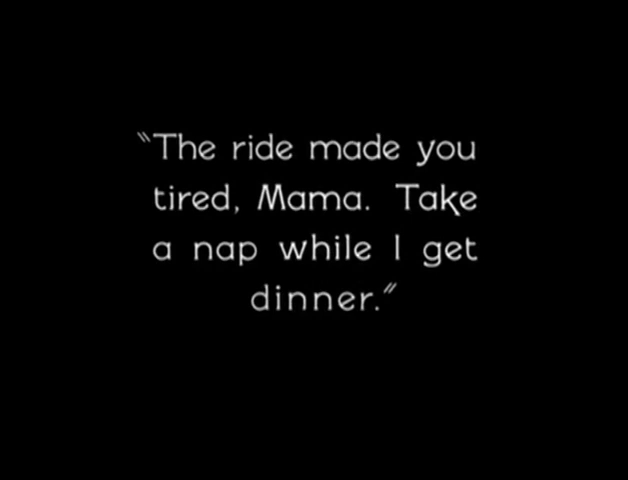 "The ride made you
tired, Mama. Take
a nap while I get
dinner."